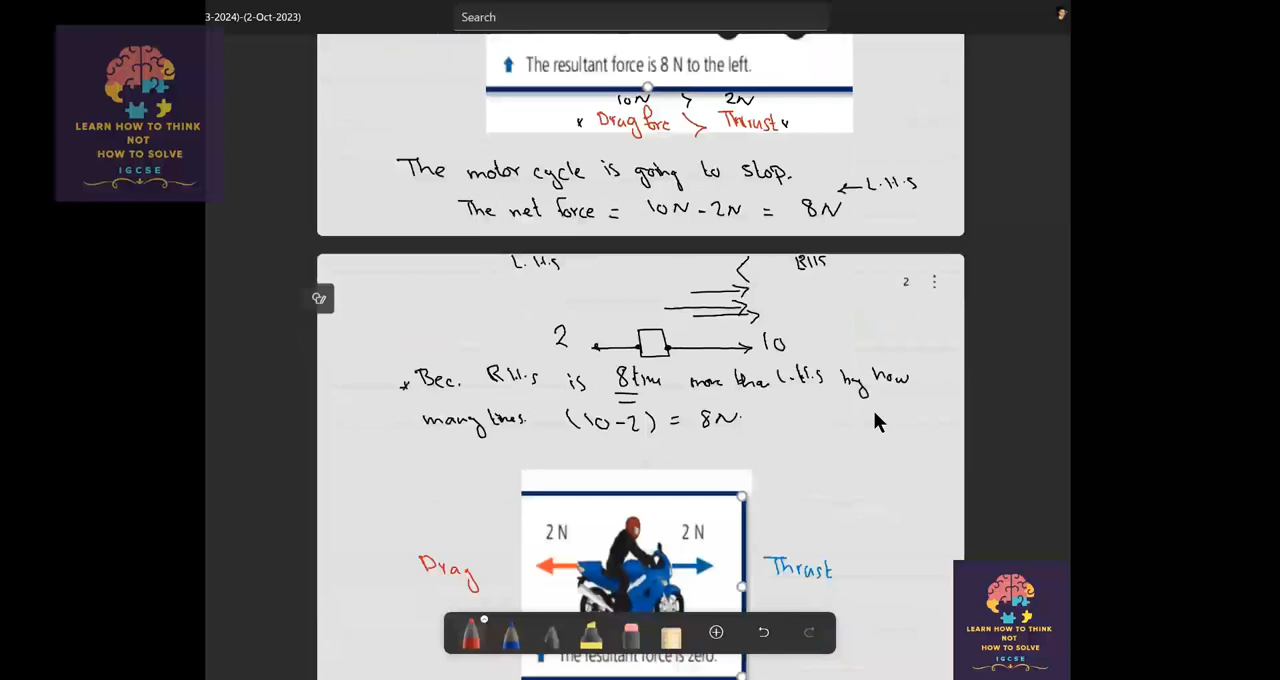 3-2024)-(2-Oct-2023)
Search
LEARN HOW TO THINK
NOT
HOW TO SOLVE
IGCSE
The resultant force is 8 N to the left.
10N > 2N
Drag forc > Thrust
The motor cycle is going to stop.
← L.H.S
The net force = 10N - 2N = 8N
L.H.S < RHS
2
2 10
* Bec. R.H.S is 8 more than L.H.S by how
many (10-2) = 8N
2 N 2 N
Drag Thrust
The resultant force is zero.
LEARN HOW TO THINK
NOT
HOW TO SOLVE
IGCSE